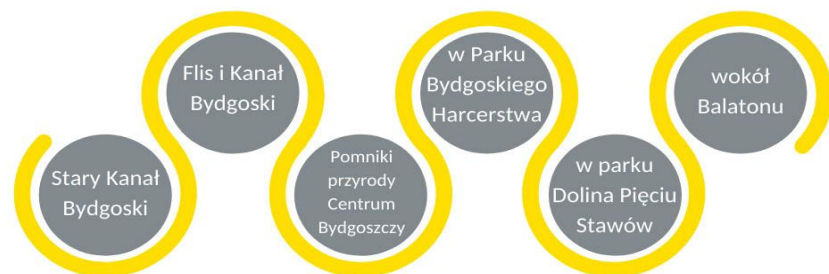 Stary Kanał
Bydgoski
Flis i Kanał
Bydgoski
Pomniki
przyrody
Centrum
Bydgoszczy
w Parku
Bydgoskiego
Harcerstwa
w parku
Dolina Pięciu
Stawów
wokół
Balatonu